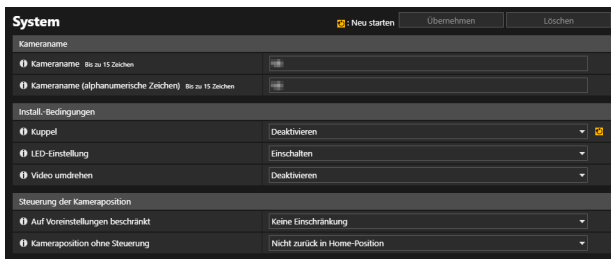 System
: Neu starten
Übernehmen
Löschen
Kameraname
Kameraname Bis zu 15 Zeichen
Kameraname (alphanumerische Zeichen) Bis zu 15 Zeichen
Install.-Bedingungen
Kuppel Deaktivieren
LED-Einstellung Einschalten
Video umdrehen Deaktivieren
Steuerung der Kameraposition
Auf Voreinstellungen beschränkt Keine Einschränkung
Kameraposition ohne Steuerung Nicht zurück in Home-Position